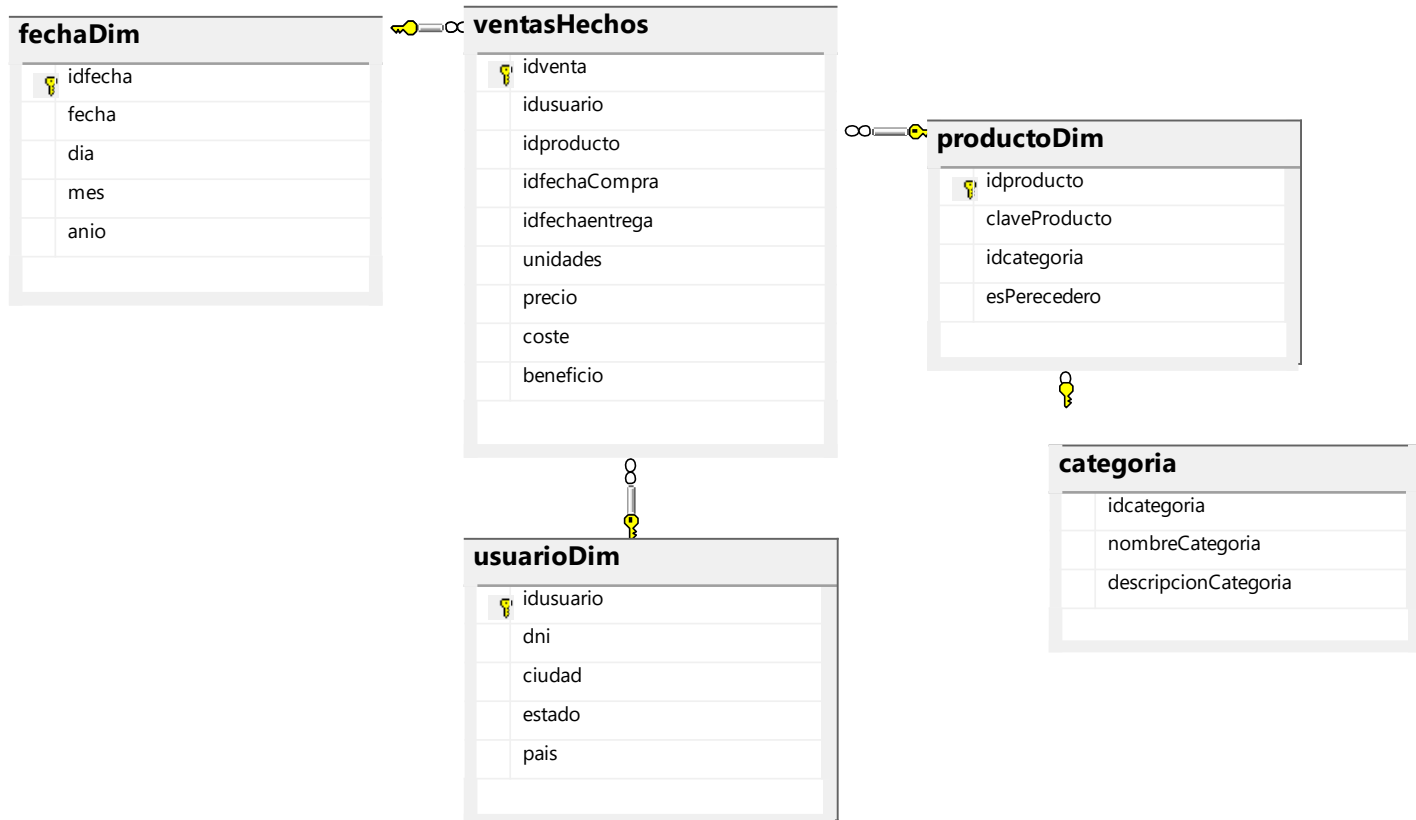 fechaDim
idfecha
fecha
dia
mes
anio
ventasHechos
idventa
idusuario
idproducto
idfechaCompra
idfechaentrega
unidades
precio
coste
beneficio
productoDim
idproducto
claveProducto
idcategoria
esPerecedero
categoria
idcategoria
nombreCategoria
descripcionCategoria
usuarioDim
idusuario
dni
ciudad
estado
pais